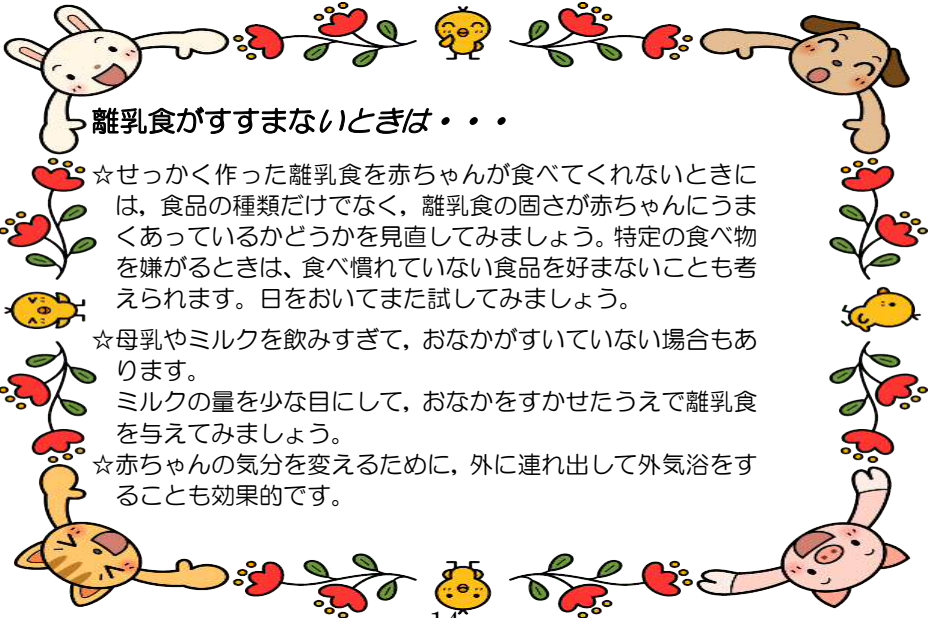 離乳食がすすまないときは・・・
☆せっかく作った離乳食を赤ちゃんが食べてくれないときに
は，食品の種類だけでなく，離乳食の固さが赤ちゃんにうま
くあっているかどうかを見直してみましょう。特定の食べ物
を嫌がるときは、食べ慣れていない食品を好まないことも考
えられます。日をおいてまた試してみましょう。
☆母乳やミルクを飲みすぎて，おなかがすいていない場合もあ
ります。
ミルクの量を少な目にして，おなかをすかせたうえで離乳食
を与えてみましょう。
☆赤ちゃんの気分を変えるために，外に連れ出して外気浴をす
ることも効果的です。
14